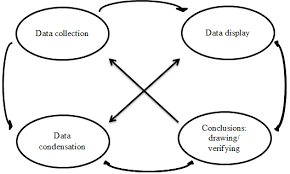 Data collection
Data display
Data
condensation
Conclusions:
drawing/
verifying